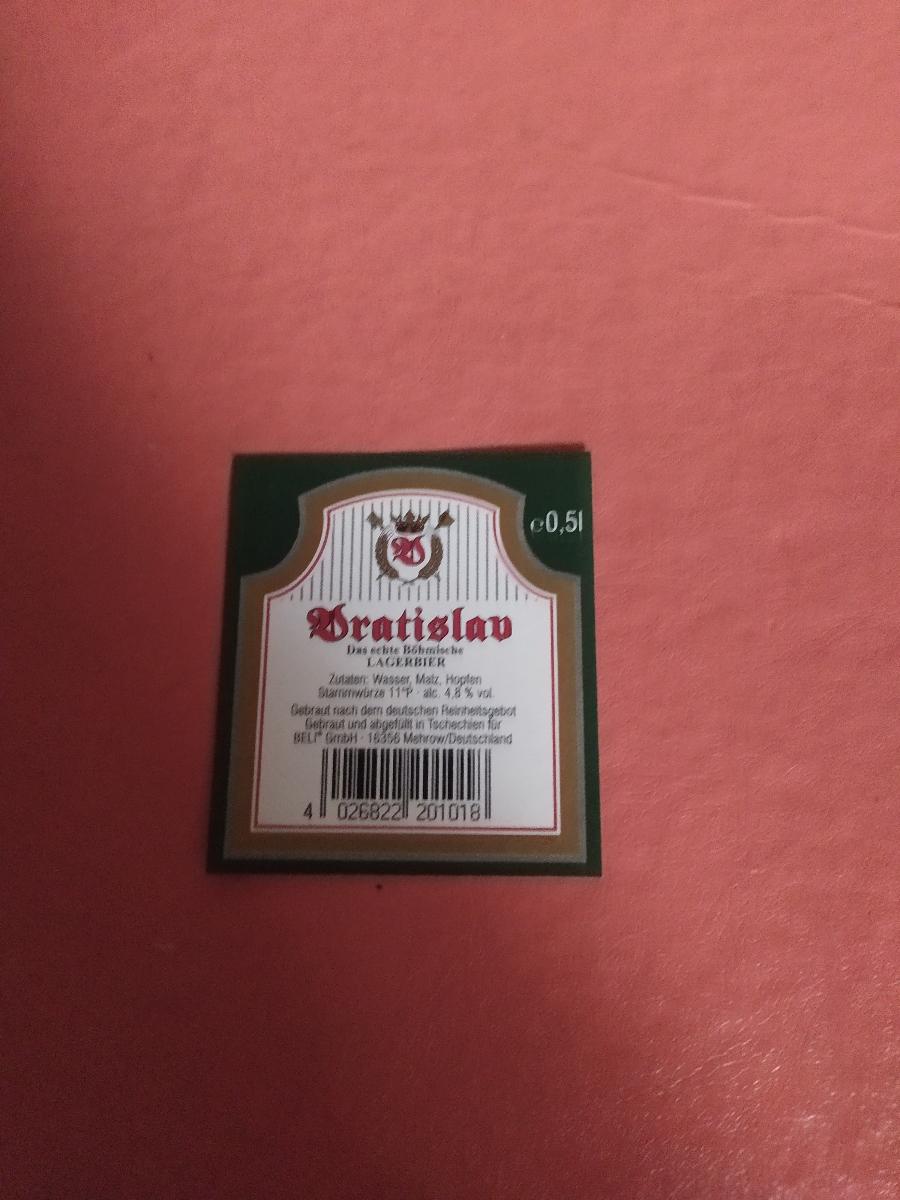 ℮0,5l
V
Vratislav
Das echte Böhmische
LAGERBIER
Zutaten: Wasser, Malz, Hopfen
Stammwürze 11°P · alc. 4,8 % vol.
Gebraut nach dem deutschen Reinheitsgebot
Gebraut und abgefüllt in Tschechien für
BELI® GmbH · 16356 Mehrow/Deutschland
4 026822 201018